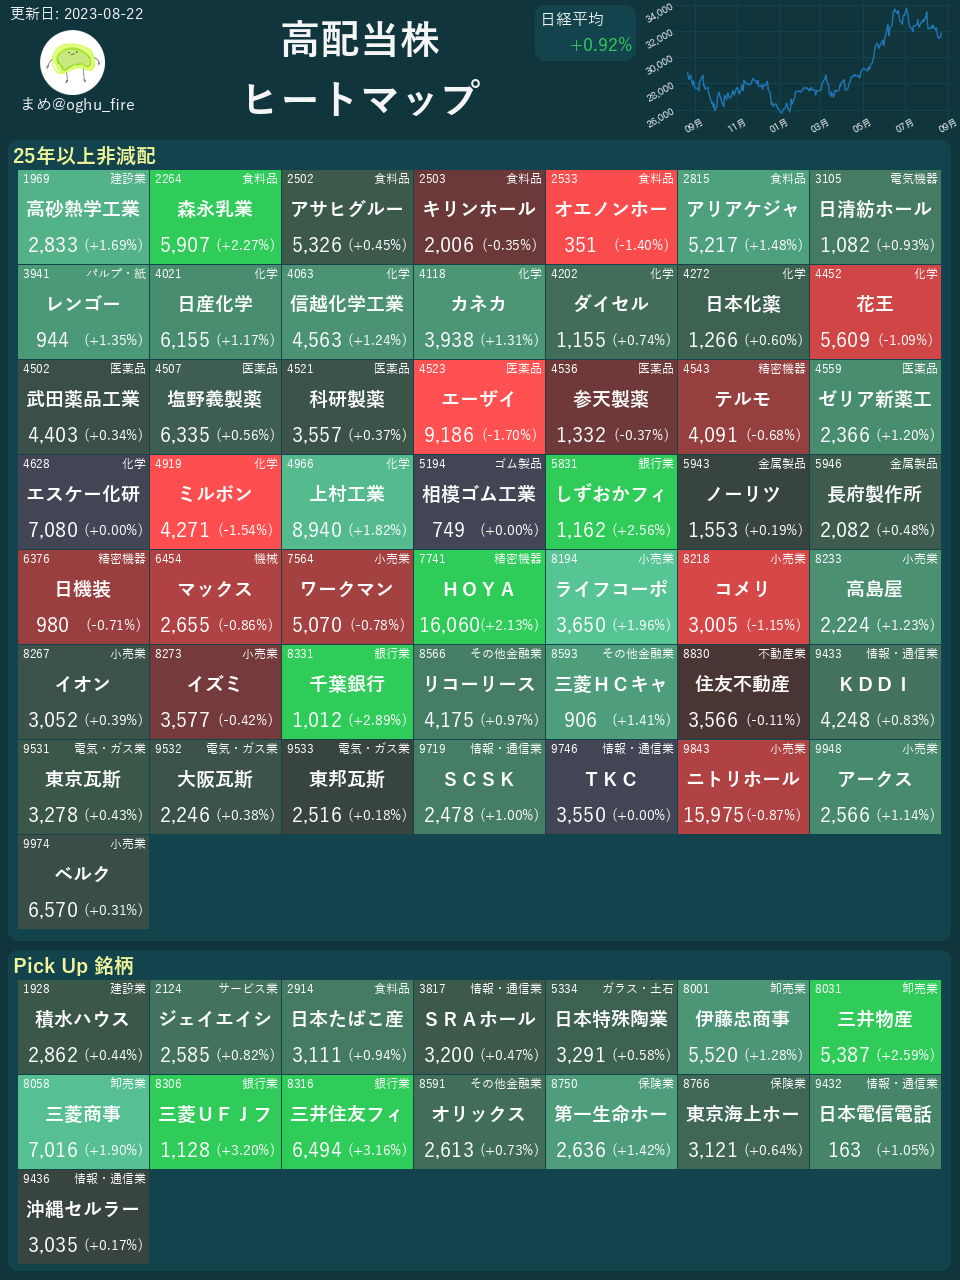 更新日: 2023-08-22
まめ@oghu_fire
高配当株
ヒートマップ
日経平均
+0.92%
34,000
32,000
30,000
28,000
26,000
09月 11月 01月 03月 05月 07月 09月
25年以上非減配
1969 建設業 2264 食料品 2502 食料品 2503 食料品 2533 食料品 2815 食料品 3105 電気機器
高砂熱学工業 森永乳業 アサヒグルー キリンホール オエノンホー アリアケジャ 日清紡ホール
2,833 (+1.69%) 5,907 (+2.27%) 5,326 (+0.45%) 2,006 (-0.35%) 351 (-1.40%) 5,217 (+1.48%) 1,082 (+0.93%)
3941 パルプ・紙 4021 化学 4063 化学 4118 化学 4202 化学 4272 化学 4452 化学
レンゴー 日産化学 信越化学工業 カネカ ダイセル 日本化薬 花王
944 (+1.35%) 6,155 (+1.17%) 4,563 (+1.24%) 3,938 (+1.31%) 1,155 (+0.74%) 1,266 (+0.60%) 5,609 (-1.09%)
4502 医薬品 4507 医薬品 4521 医薬品 4523 医薬品 4536 医薬品 4543 精密機器 4559 医薬品
武田薬品工業 塩野義製薬 科研製薬 エーザイ 参天製薬 テルモ ゼリア新薬工
4,403 (+0.34%) 6,335 (+0.56%) 3,557 (+0.37%) 9,186 (-1.70%) 1,332 (-0.37%) 4,091 (-0.68%) 2,366 (+1.20%)
4628 化学 4919 化学 4966 化学 5194 ゴム製品 5831 銀行業 5943 金属製品 5946 金属製品
エスケー化研 ミルボン 上村工業 相模ゴム工業 しずおかフィ ノーリツ 長府製作所
7,080 (+0.00%) 4,271 (-1.54%) 8,940 (+1.82%) 749 (+0.00%) 1,162 (+2.56%) 1,553 (+0.19%) 2,082 (+0.48%)
6376 精密機器 6454 機械 7564 小売業 7741 精密機器 8194 小売業 8218 小売業 8233 小売業
日機装 マックス ワークマン ＨＯＹＡ ライフコーポ コメリ 高島屋
980 (-0.71%) 2,655 (-0.86%) 5,070 (-0.78%) 16,060(+2.13%) 3,650 (+1.96%) 3,005 (-1.15%) 2,224 (+1.23%)
8267 小売業 8273 小売業 8331 銀行業 8566 その他金融業 8593 その他金融業 8830 不動産業 9433 情報・通信業
イオン イズミ 千葉銀行 リコーリース 三菱ＨＣキャ 住友不動産 ＫＤＤＩ
3,052 (+0.39%) 3,577 (-0.42%) 1,012 (+2.89%) 4,175 (+0.97%) 906 (+1.41%) 3,566 (-0.11%) 4,248 (+0.83%)
9531 電気・ガス業 9532 電気・ガス業 9533 電気・ガス業 9719 情報・通信業 9746 情報・通信業 9843 小売業 9948 小売業
東京瓦斯 大阪瓦斯 東邦瓦斯 ＳＣＳＫ ＴＫＣ ニトリホール アークス
3,278 (+0.43%) 2,246 (+0.38%) 2,516 (+0.18%) 2,478 (+1.00%) 3,550 (+0.00%) 15,975(-0.87%) 2,566 (+1.14%)
9974 小売業
ベルク
6,570 (+0.31%)
Pick Up 銘柄
1928 建設業 2124 サービス業 2914 食料品 3817 情報・通信業 5334 ガラス・土石 8001 卸売業 8031 卸売業
積水ハウス ジェイエイシ 日本たばこ産 ＳＲＡホール 日本特殊陶業 伊藤忠商事 三井物産
2,862 (+0.44%) 2,585 (+0.82%) 3,111 (+0.94%) 3,200 (+0.47%) 3,291 (+0.58%) 5,520 (+1.28%) 5,387 (+2.59%)
8058 卸売業 8306 銀行業 8316 銀行業 8591 その他金融業 8750 保険業 8766 保険業 9432 情報・通信業
三菱商事 三菱ＵＦＪフ 三井住友フィ オリックス 第一生命ホー 東京海上ホー 日本電信電話
7,016 (+1.90%) 1,128 (+3.20%) 6,494 (+3.16%) 2,613 (+0.73%) 2,636 (+1.42%) 3,121 (+0.64%) 163 (+1.05%)
9436 情報・通信業
沖縄セルラー
3,035 (+0.17%)